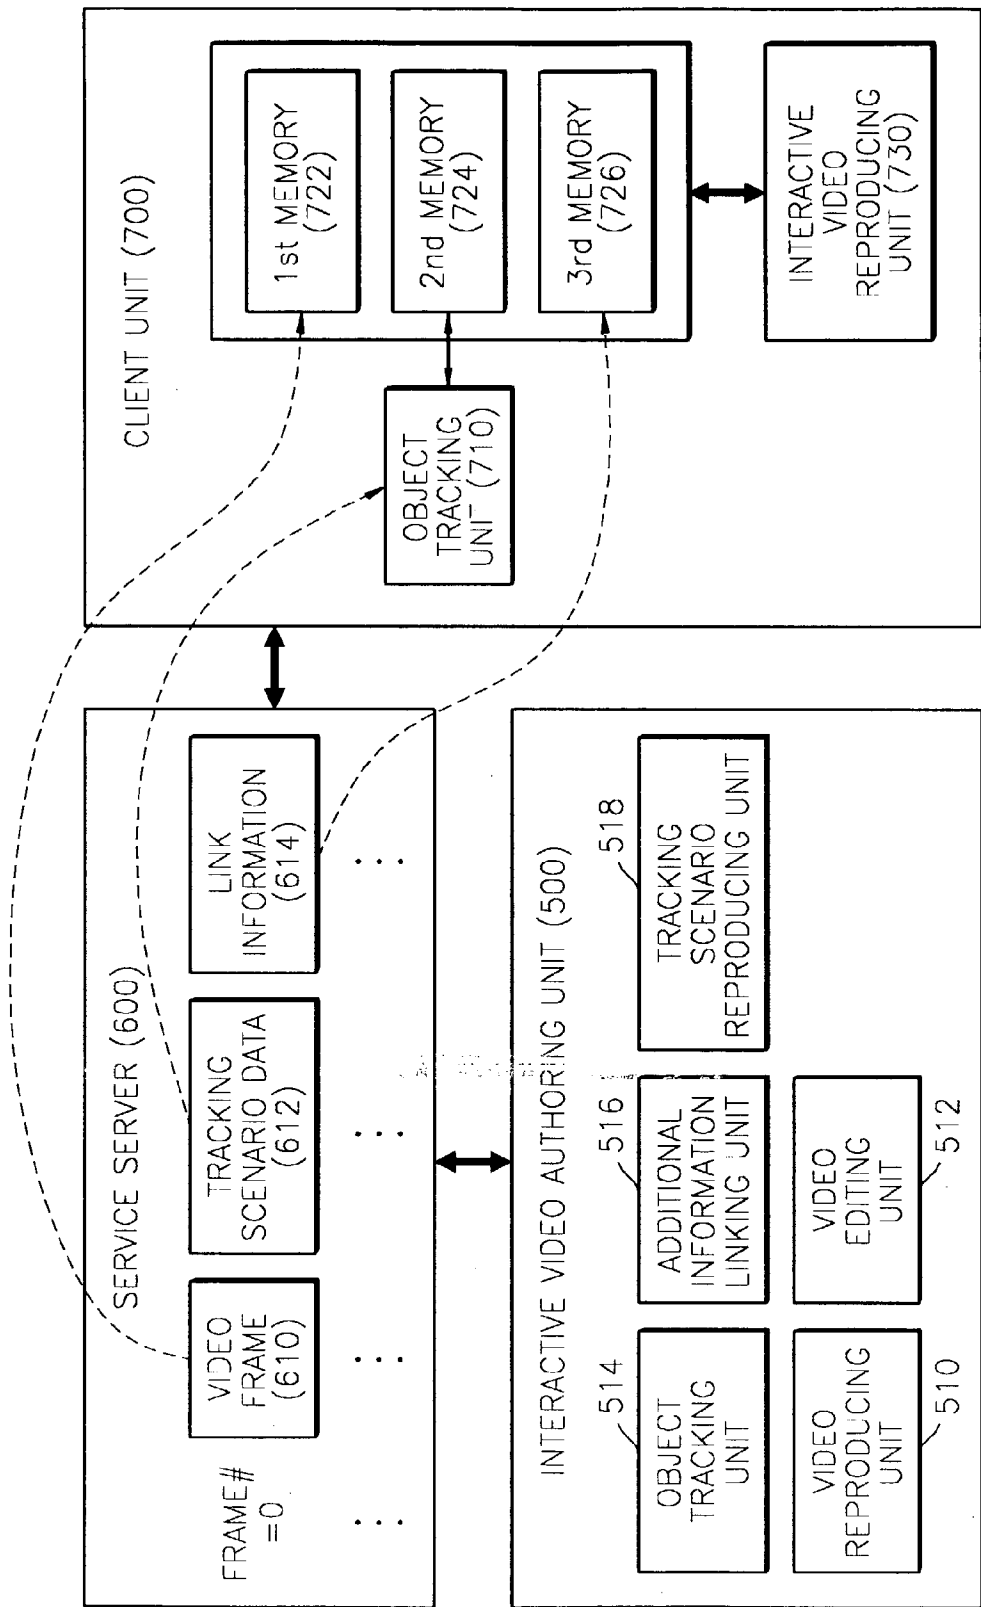 SERVICE SERVER (600)
FRAME#
=0
VIDEO
FRAME
(610)
TRACKING
SCENARIO DATA
(612)
LINK
INFORMATION
(614)
. . .
. . .
. . .
. . .
INTERACTIVE VIDEO AUTHORING UNIT (500)
514
OBJECT
TRACKING
UNIT
516
ADDITIONAL
INFORMATION
LINKING UNIT
518
TRACKING
SCENARIO
REPRODUCING UNIT
VIDEO
REPRODUCING
UNIT
510
VIDEO
EDITING
UNIT
512
CLIENT UNIT (700)
OBJECT
TRACKING
UNIT (710)
1st MEMORY
(722)
2nd MEMORY
(724)
3rd MEMORY
(726)
INTERACTIVE
VIDEO
REPRODUCING
UNIT (730)